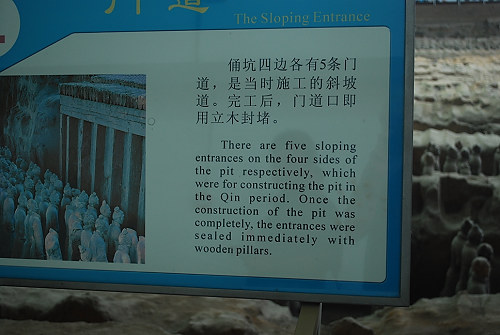 斗道
The Sloping Entrance
俑坑四边各有5条门
道，是当时施工的斜坡
道。完工后，门道口即
用立木封堵。
There are five sloping
entrances on the four sides of
the pit respectively, which
were for constructing the pit in
the Qin period. Once the
construction of the pit was
completely, the entrances were
sealed immediately with
wooden pillars.